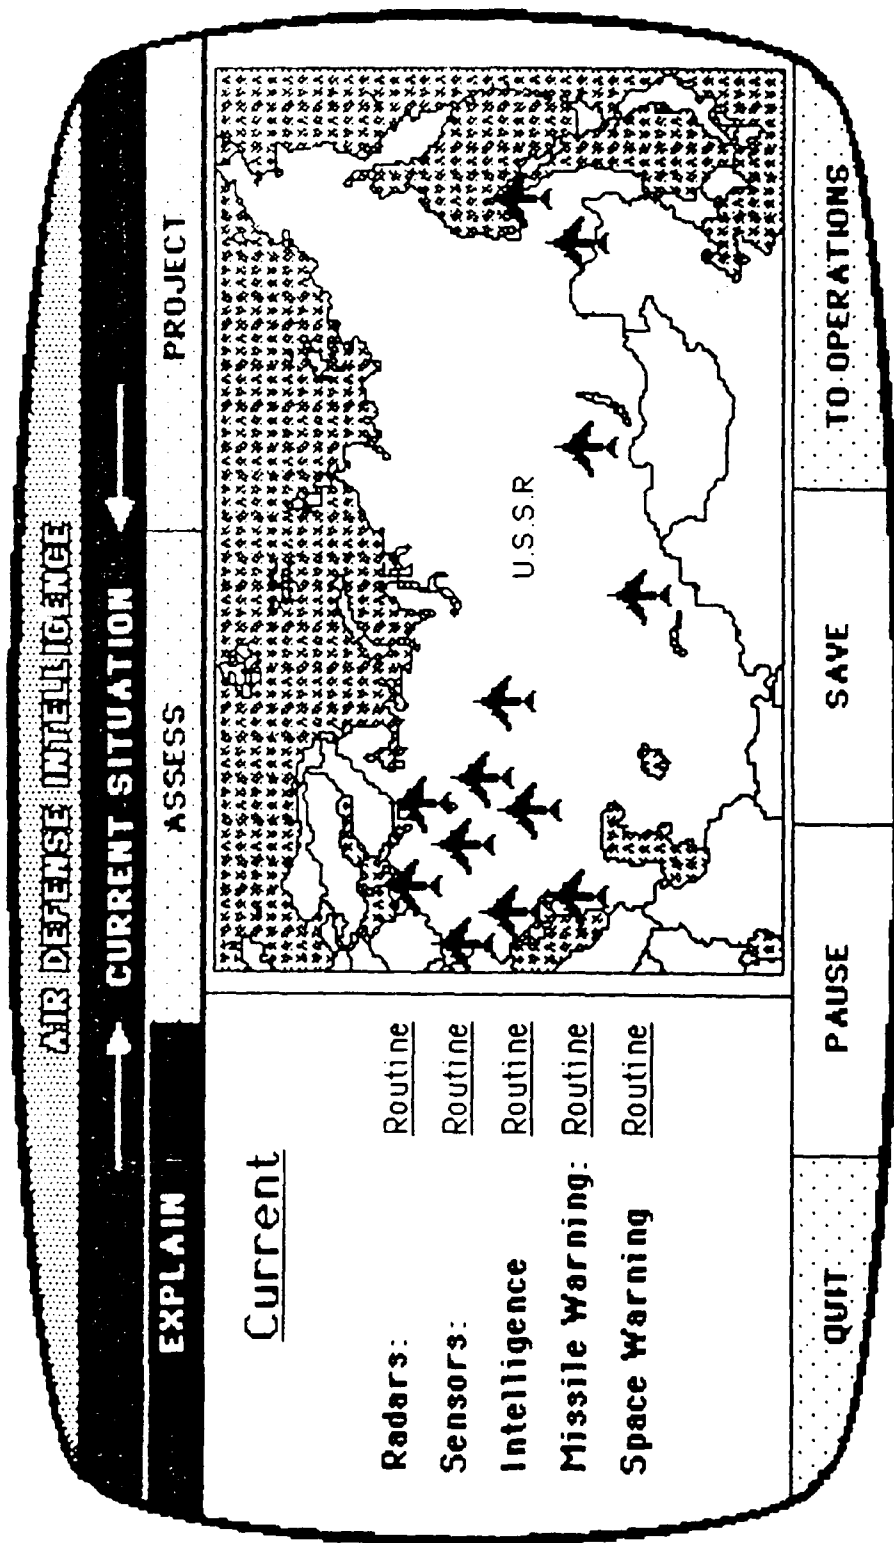 AIR DEFENSE INTELLIGENCE
CURRENT SITUATION
EXPLAIN ASSESS PROJECT
Current
Radars: Routine
Sensors: Routine
Intelligence Routine
Missile Warning: Routine
Space Warning Routine
U.S.S.R
QUIT PAUSE SAVE TO OPERATIONS